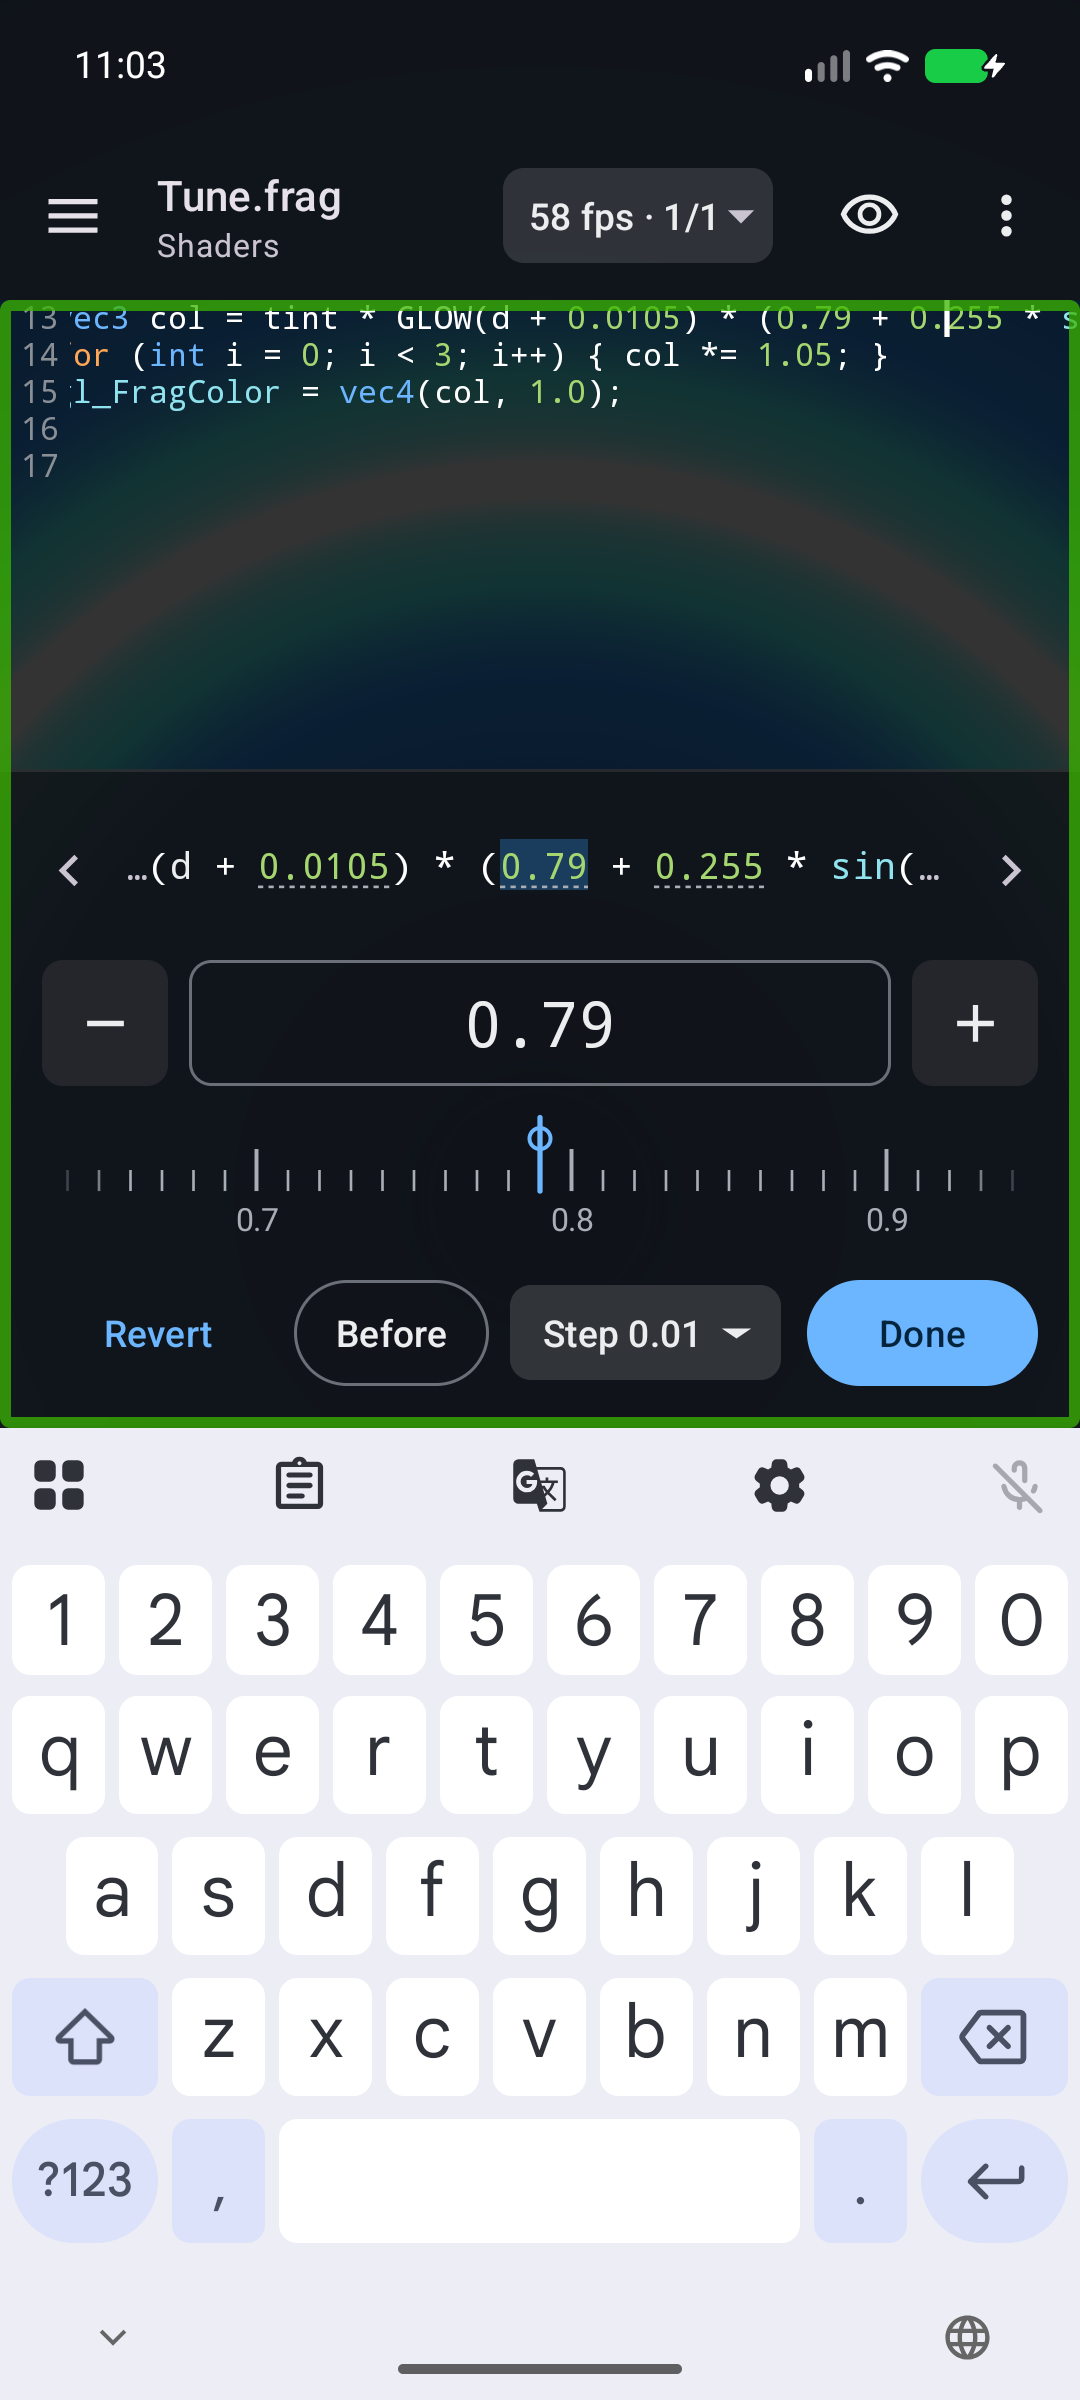 11:03
Tune.frag
Shaders
58 fps · 1/1
13 vec3 col = tint * GLOW(d + 0.0105) * (0.79 + 0.255 * s
14 or (int i = 0; i < 3; i++) { col *= 1.05; }
15 gl_FragColor = vec4(col, 1.0);
16
17
…(d + 0.0105) * (0.79 + 0.255 * sin(…
− 0.79 +
0.7 0.8 0.9
Revert Before Step 0.01 Done
1 2 3 4 5 6 7 8 9 0
q w e r t y u i o p
a s d f g h j k l
z x c v b n m
?123 , .